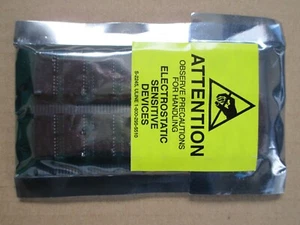 ATTENTION
OBSERVE PRECAUTIONS
FOR HANDLING
ELECTROSTATIC
SENSITIVE
DEVICES